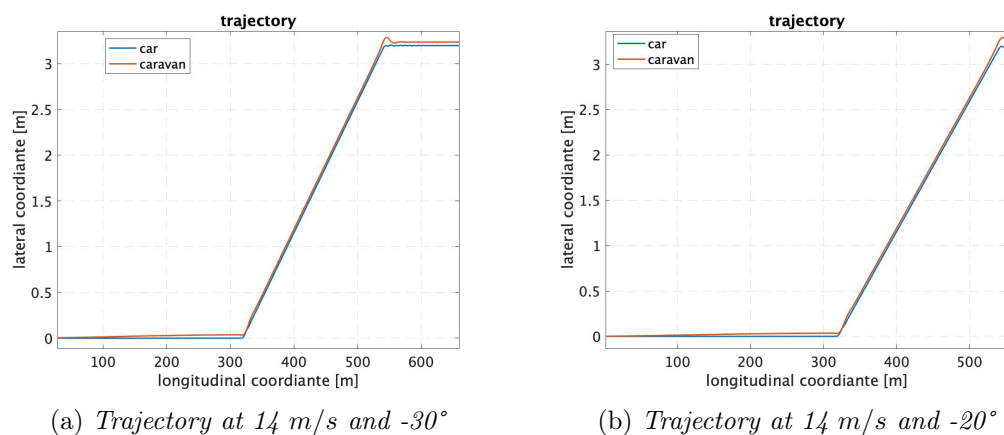 trajectory
car
caravan
3
2.5
2
1.5
1
0.5
0
lateral coordiante [m]
100 200 300 400 500 600
longitudinal coordiante [m]
(a) Trajectory at 14 m/s and -30°
trajectory
car
caravan
3
2.5
2
1.5
1
0.5
0
lateral coordiante [m]
100 200 300 400 500
longitudinal coordiante [m]
(b) Trajectory at 14 m/s and -20°